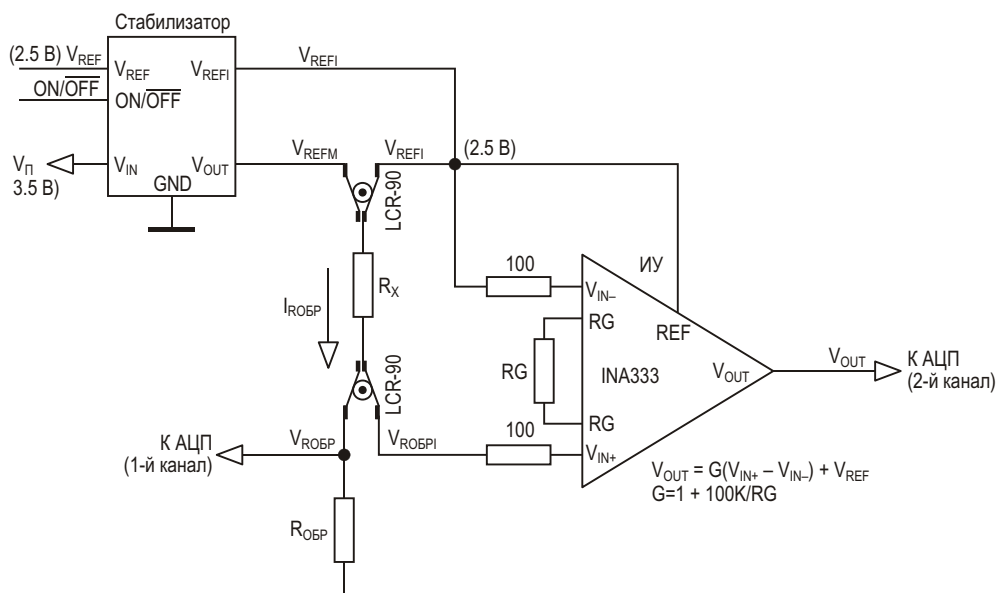 Стабилизатор
(2.5 В) VREF
VREF
VREFI
VREFI
ON/OFF
ON/OFF
VП
3.5 В)
VIN
VOUT
GND
VREFM
VREFI
(2.5 В)
LCR-90
IRОБР
RX
100
ИУ
VIN–
RG
REF
RG
INA333
VOUT
VOUT
К АЦП
(2-й канал)
RG
LCR-90
К АЦП
(1-й канал)
VRОБР
VRОБРI
100
VIN+
VOUT = G(VIN+ – VIN–) + VREF
G=1 + 100K/RG
RОБР